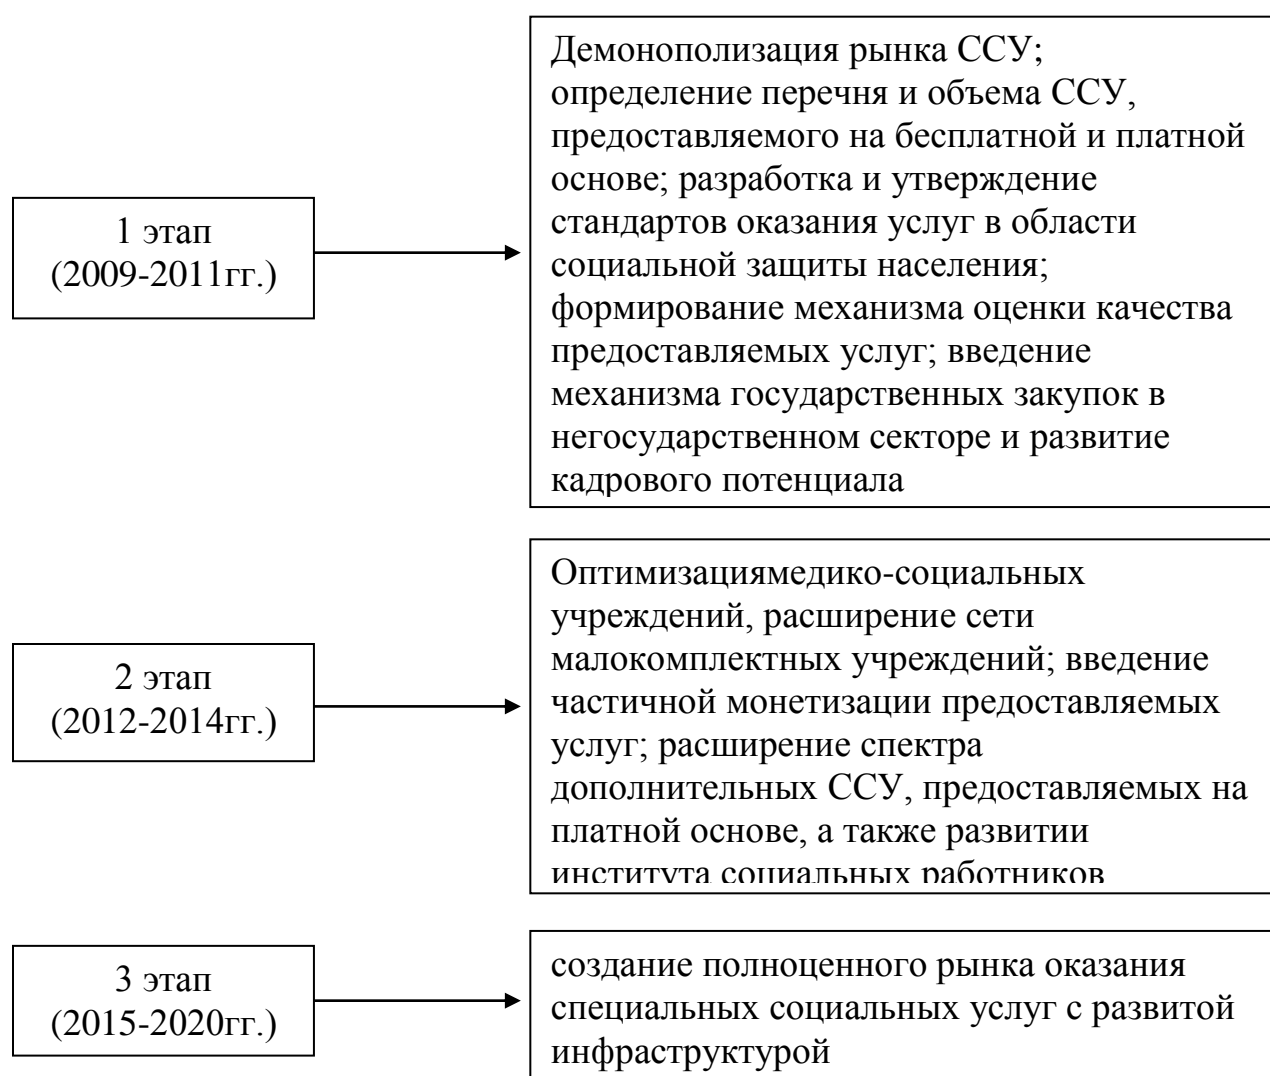 1 этап
(2009-2011гг.)
Демонополизация рынка ССУ;
определение перечня и объема ССУ,
предоставляемого на бесплатной и платной
основе; разработка и утверждение
стандартов оказания услуг в области
социальной защиты населения;
формирование механизма оценки качества
предоставляемых услуг; введение
механизма государственных закупок в
негосударственном секторе и развитие
кадрового потенциала
2 этап
(2012-2014гг.)
Оптимизациямедико-социальных
учреждений, расширение сети
малокомплектных учреждений; введение
частичной монетизации предоставляемых
услуг; расширение спектра
дополнительных ССУ, предоставляемых на
платной основе, а также развитии
института социальных работников
3 этап
(2015-2020гг.)
создание полноценного рынка оказания
специальных социальных услуг с развитой
инфраструктурой